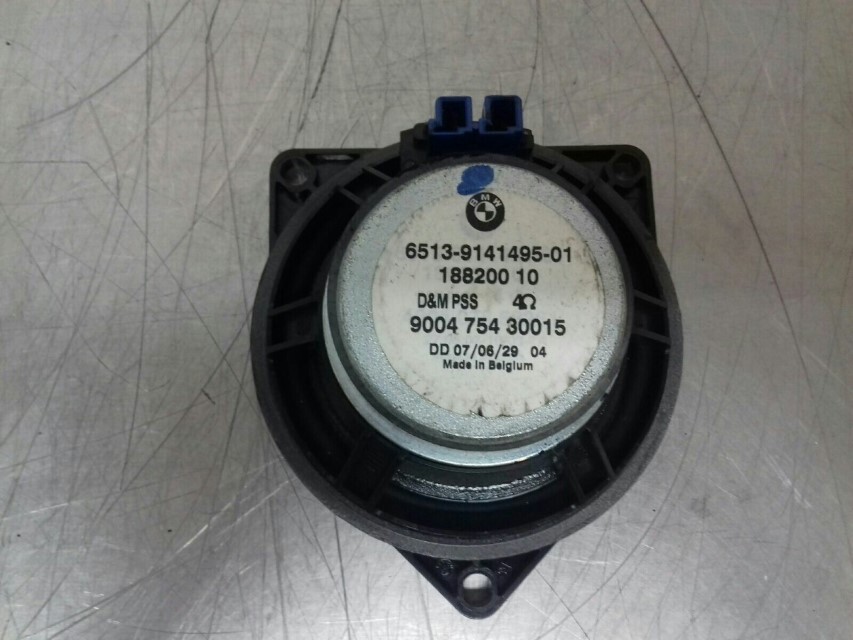 BMW
6513-9141495-01
188200 10
D&M PSS 4Ω
9004 754 30015
DD 07/06/29 04
Made in Belgium